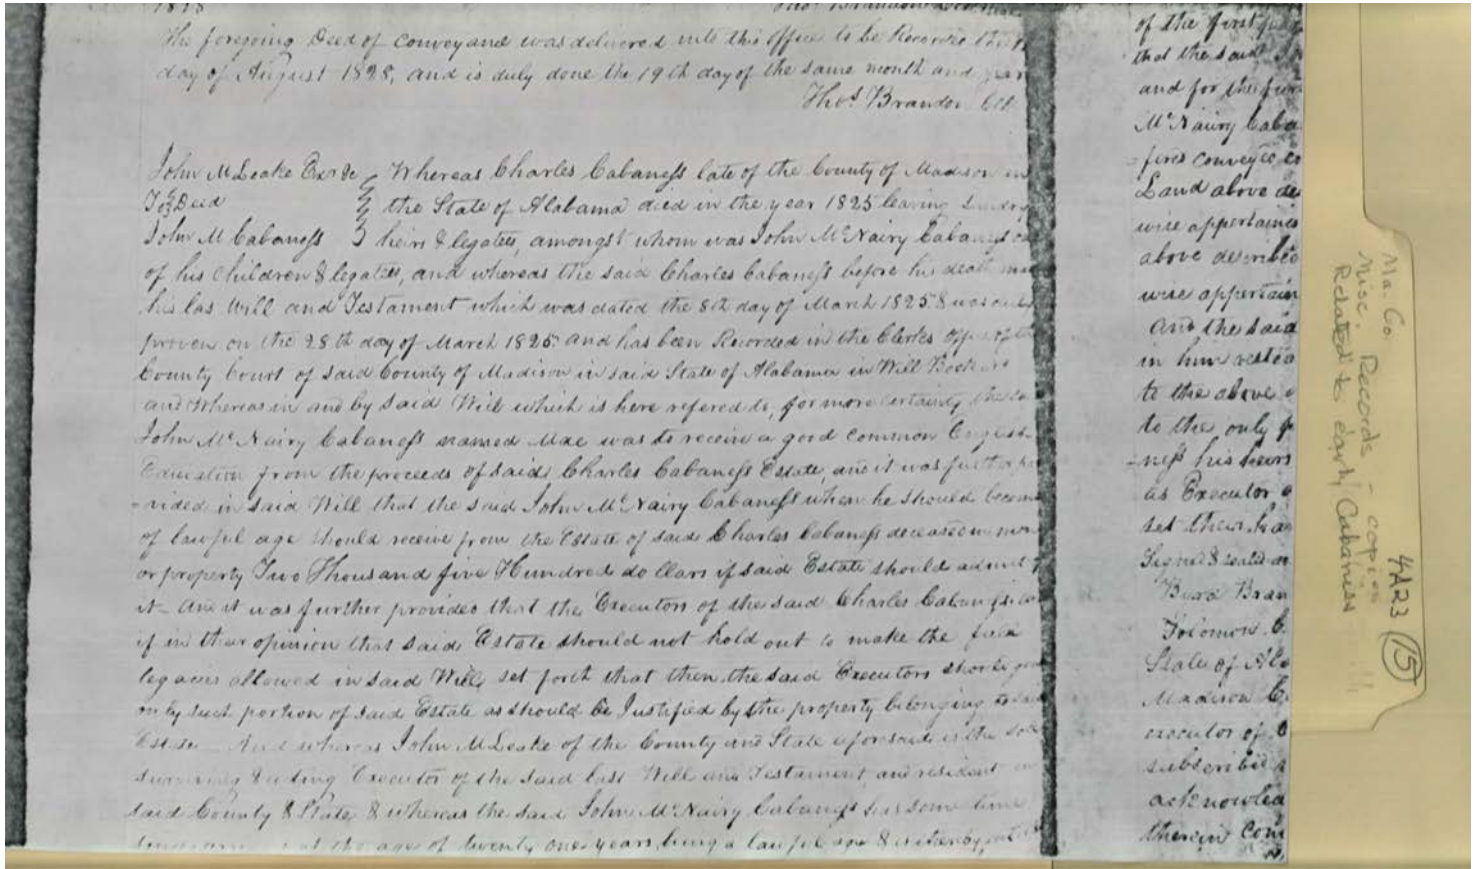 1828
Thos. Brandon
The foregoing Deed of Conveyance was delivered into this Office to be Recorded the
day of August 1828, and is duly done the 19th day of the same month and year
Thos Brandon Clk
John M Leake Exr &c } Whereas Charles Cabaness late of the County of Madison in
To Deed } the State of Alabama died in the year 1825 leaving Sundry
John M Cabaness } heirs & legatees, amongst whom was John McNairy Cabaness
of his Children & legatees, and whereas the said Charles Cabaness before his death
his las Will and Testament which was dated the 8th day of March 1825 & was
proven on the 28th day of March 1825 and has been Recorded in the Clerks Office of the
County Court of said County of Madison in said State of Alabama in Will Book
and Whereas in and by said Will which is here refered to, for more certainty the
John McNairy Cabaness named Mac was to receive a good common English
Education from the proceeds of said Charles Cabaness Estate, and it was further
-vided in said Will that the said John McNairy Cabaness when he should become
of lawful age should receive from the Estate of said Charles Cabaness deceased in
or property Two Thousand five Hundred dollars if said Estate should admit
it - And it was further provided that the Executors of the said Charles Cabaness
if in their opinion that said Estate should not hold out to make the full
legacies allowed in said Will, set forth that then the said Executors should
only such portion of said Estate as should be Justified by the property belonging to said
Estate - And whereas John M Leake of the County and State aforesaid is the sole
surviving & acting Executor of the said last Will and Testament, and resident
said County & State & whereas the said John McNairy Cabaness has some time
at the age of twenty one years, being a lawful age &
of the first
that the said
and for the
McNairy Caba
conveyed
Land above de
wise appertaines
above described
wise appertain
And the said
in him vested
to the above
to the only
-ness his heirs
as Executor
set their han
Signed & sealed
Bran
Solomon C
State of Ala
Madison C
executor of
subscribed
acknowled
therein con
4A23 (15)
Ma. Co.
Misc. Records - copies
Related to early Cabaniss